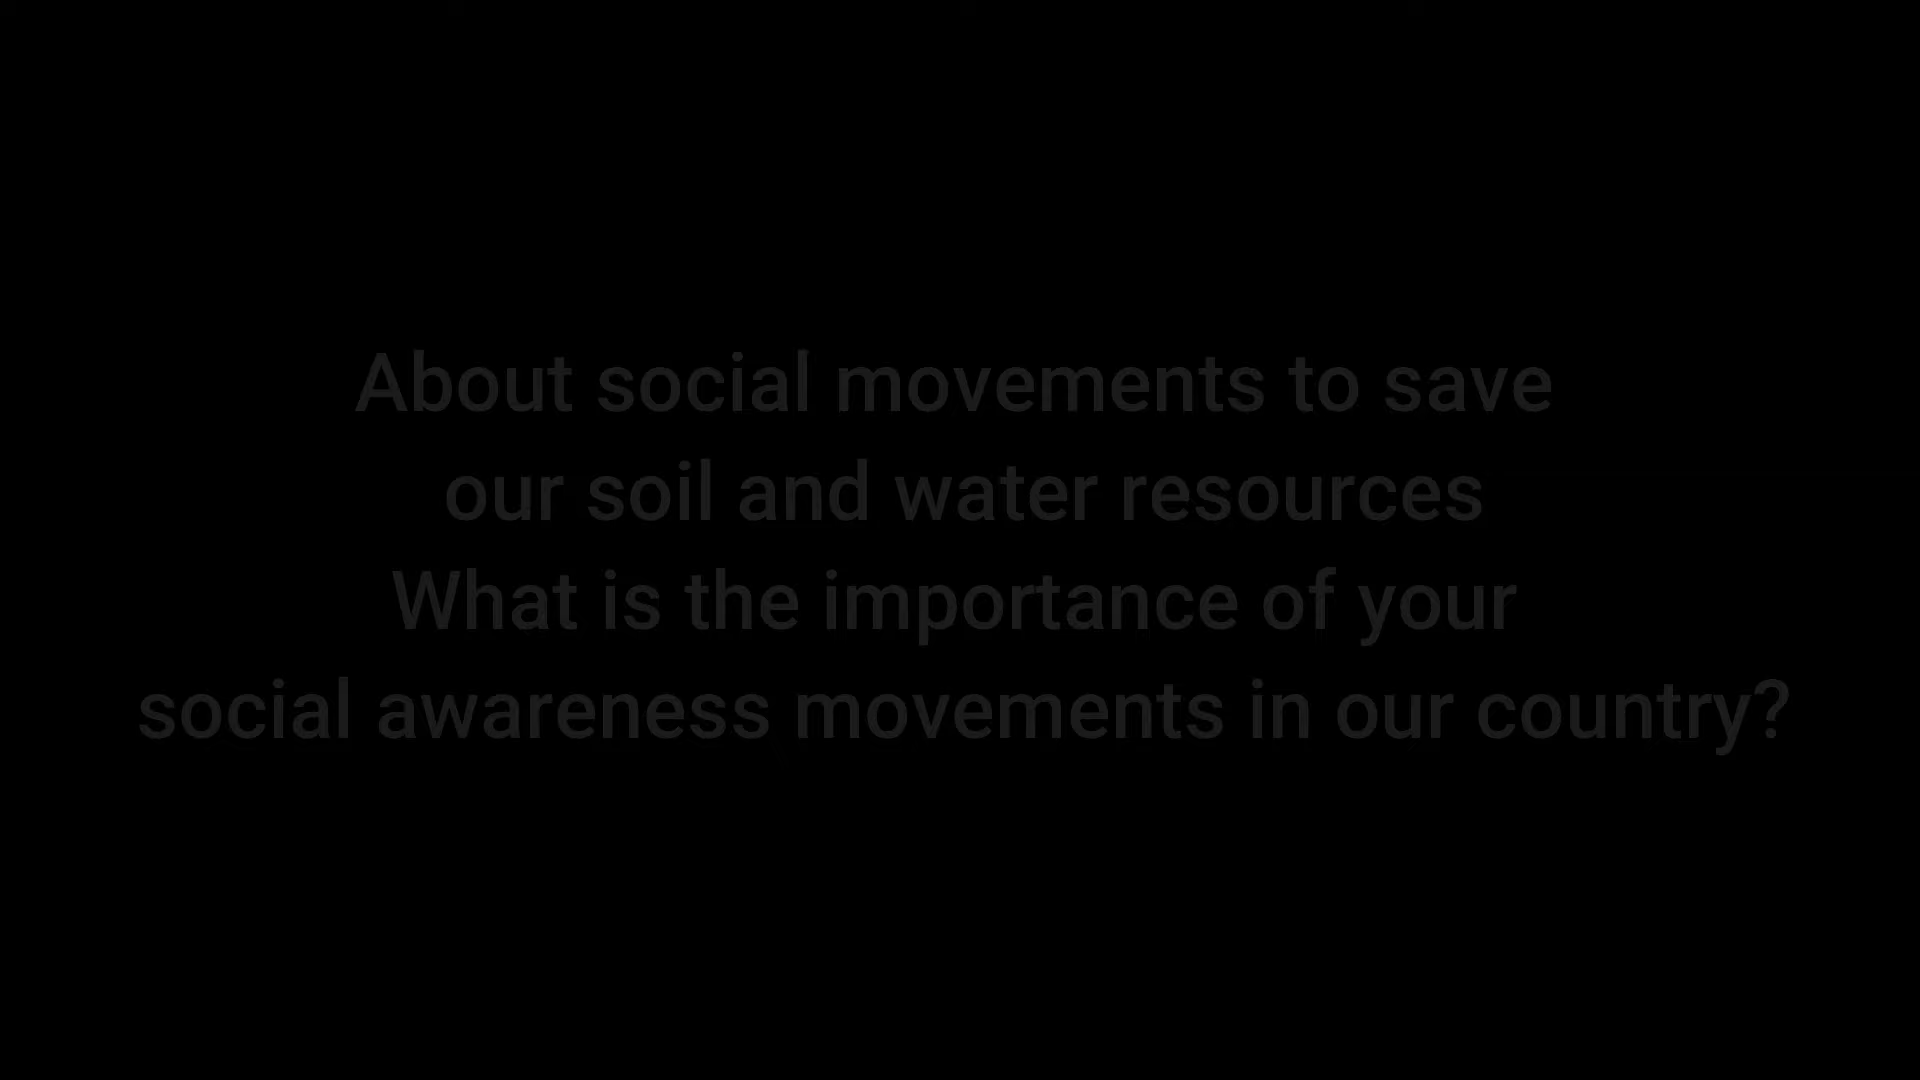 About social movements to save
our soil and water resources
What is the importance of your
social awareness movements in our country?